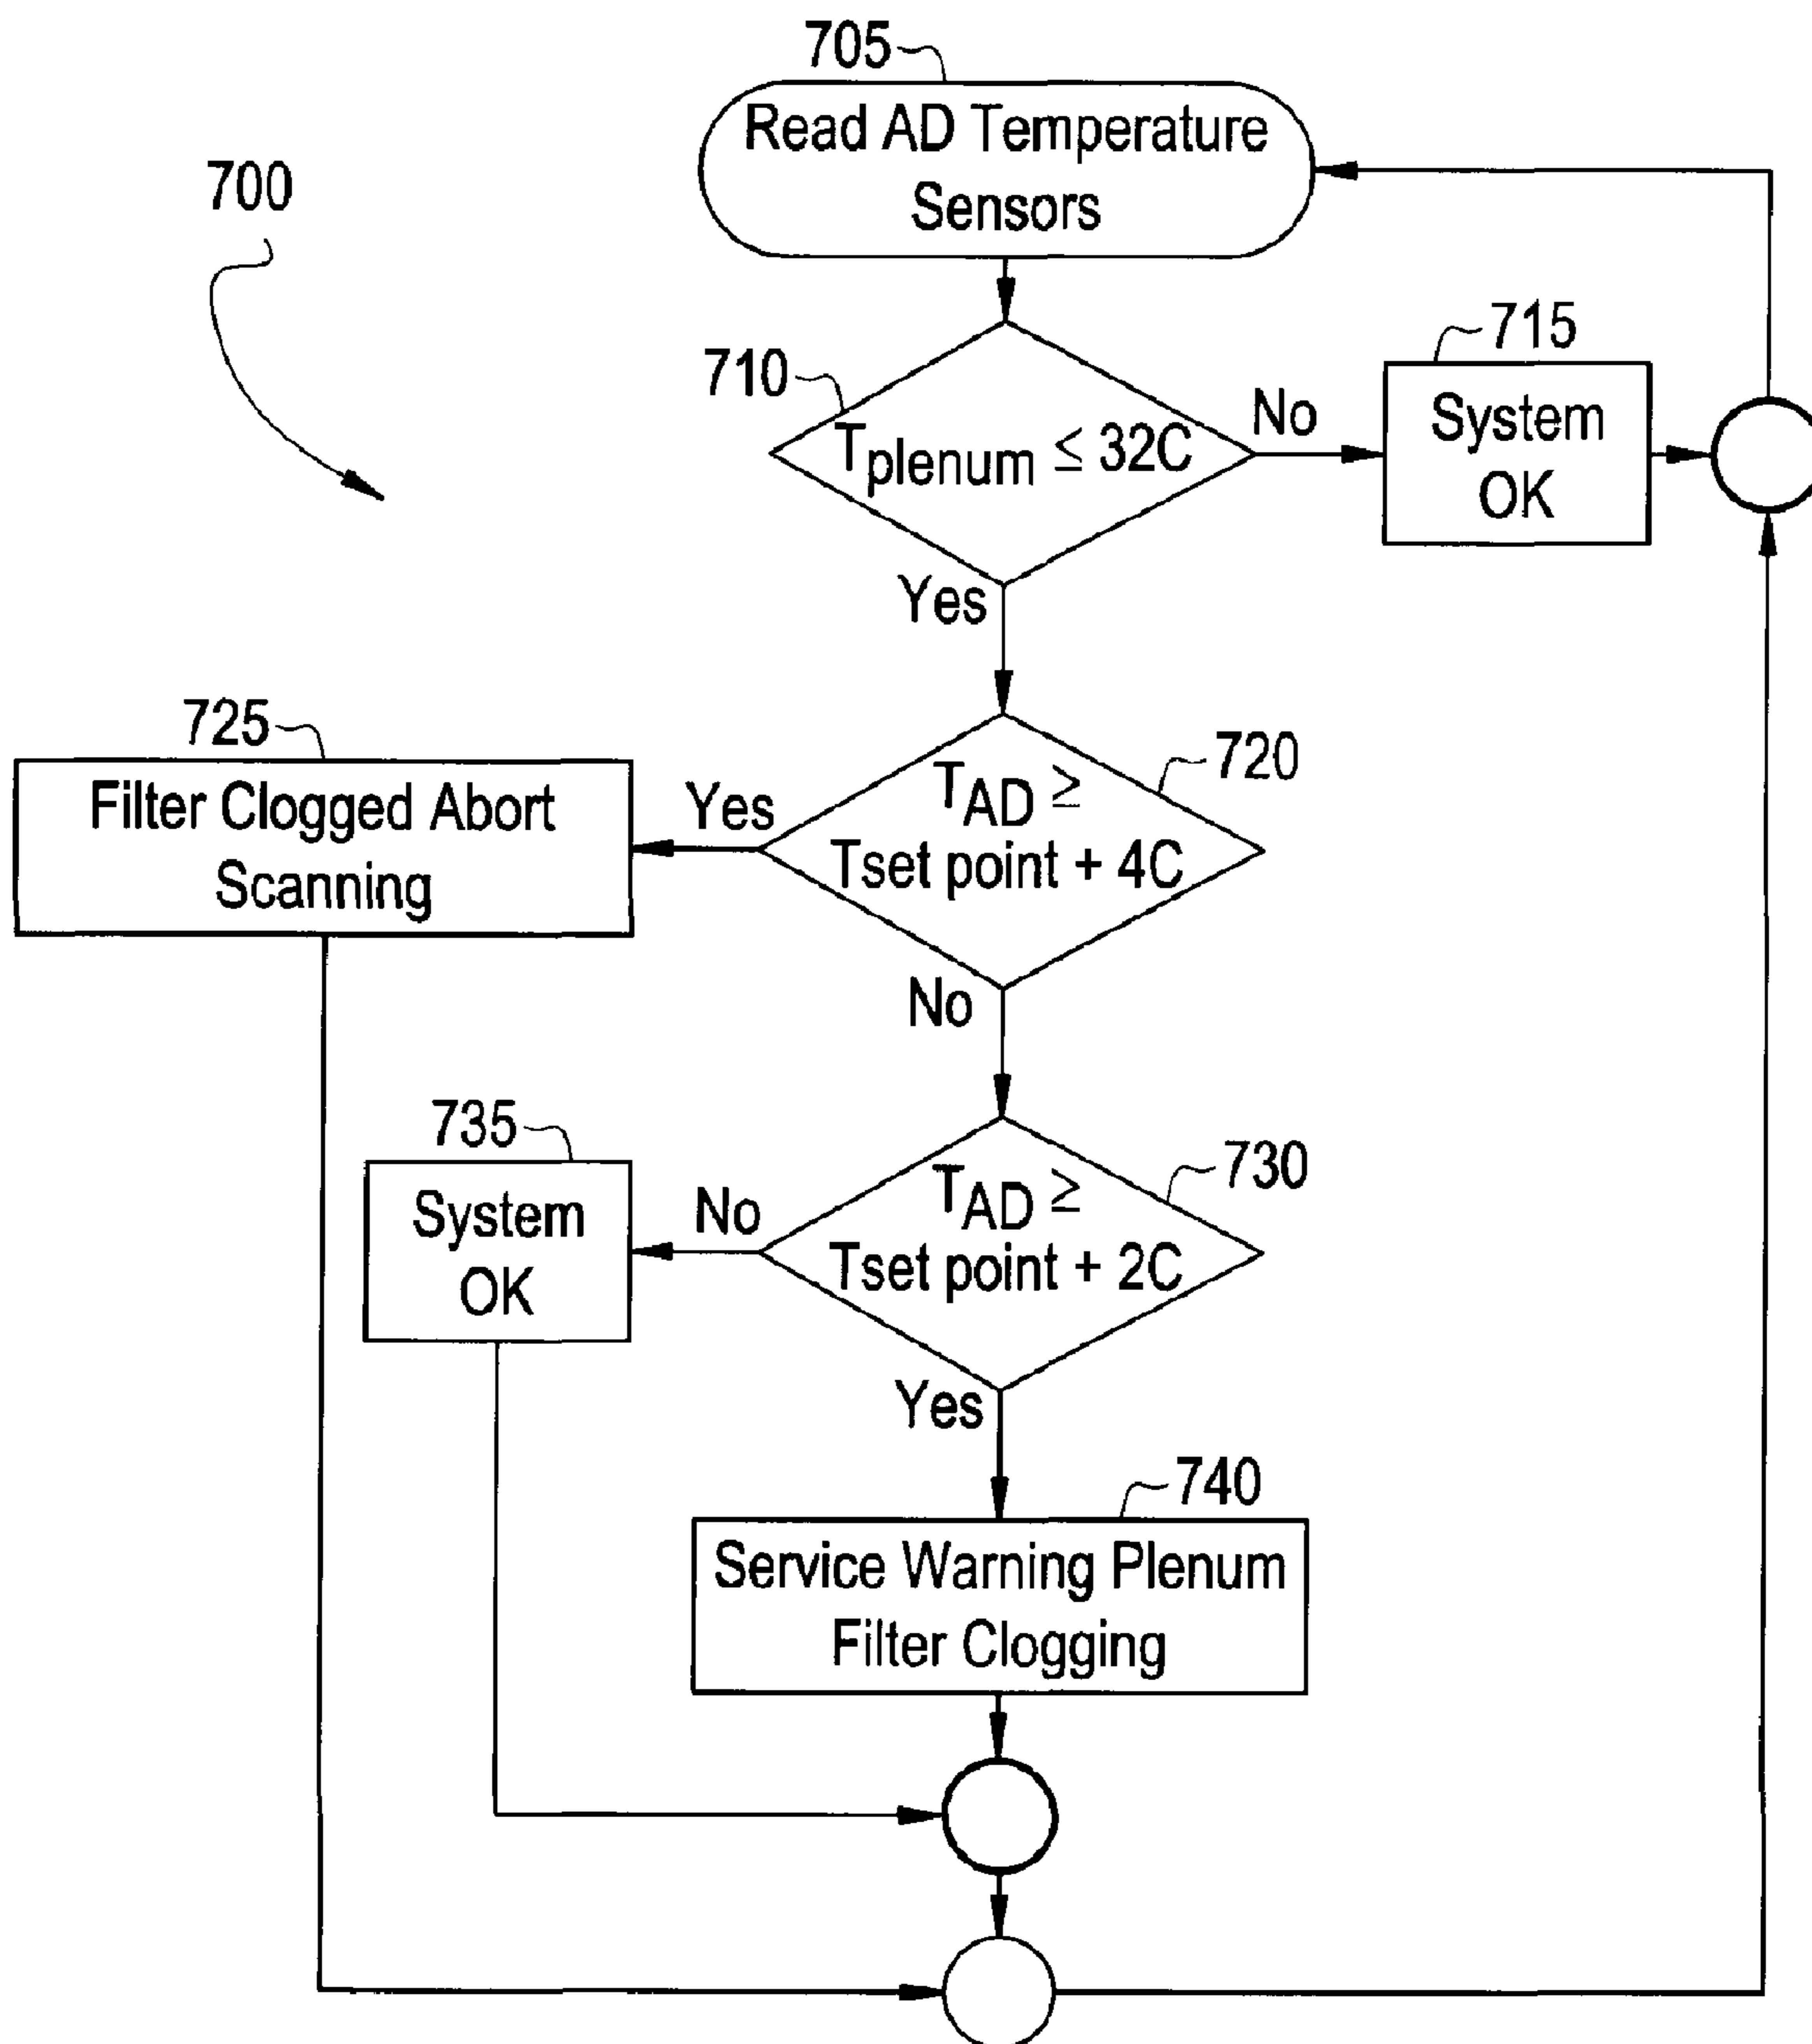 705
Read AD Temperature
Sensors
700
710
Tplenum ≤ 32C
No
715
System
OK
Yes
720
TAD ≥
Tset point + 4C
Yes
725
Filter Clogged Abort
Scanning
No
730
TAD ≥
Tset point + 2C
No
735
System
OK
Yes
740
Service Warning Plenum
Filter Clogging